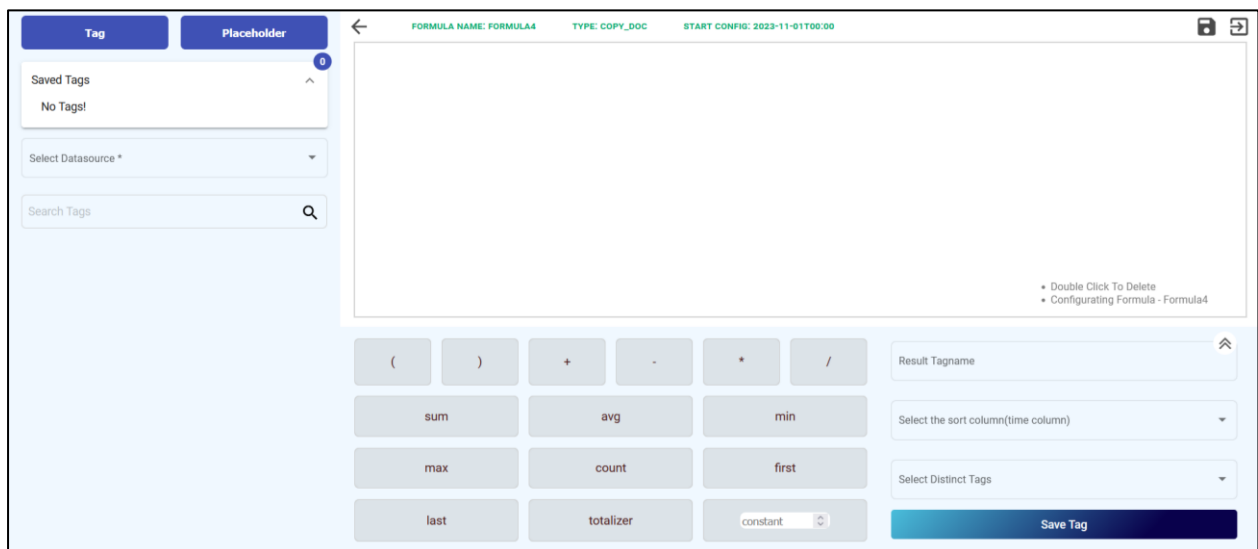 Tag
Placeholder
FORMULA NAME: FORMULA4
TYPE: COPY_DOC
START CONFIG: 2023-11-01T00:00
0
Saved Tags
No Tags!
Select Datasource *
Search Tags
• Double Click To Delete
• Configurating Formula - Formula4
( ) + - * /
sum avg min
max count first
last totalizer constant
Result Tagname
Select the sort column(time column)
Select Distinct Tags
Save Tag